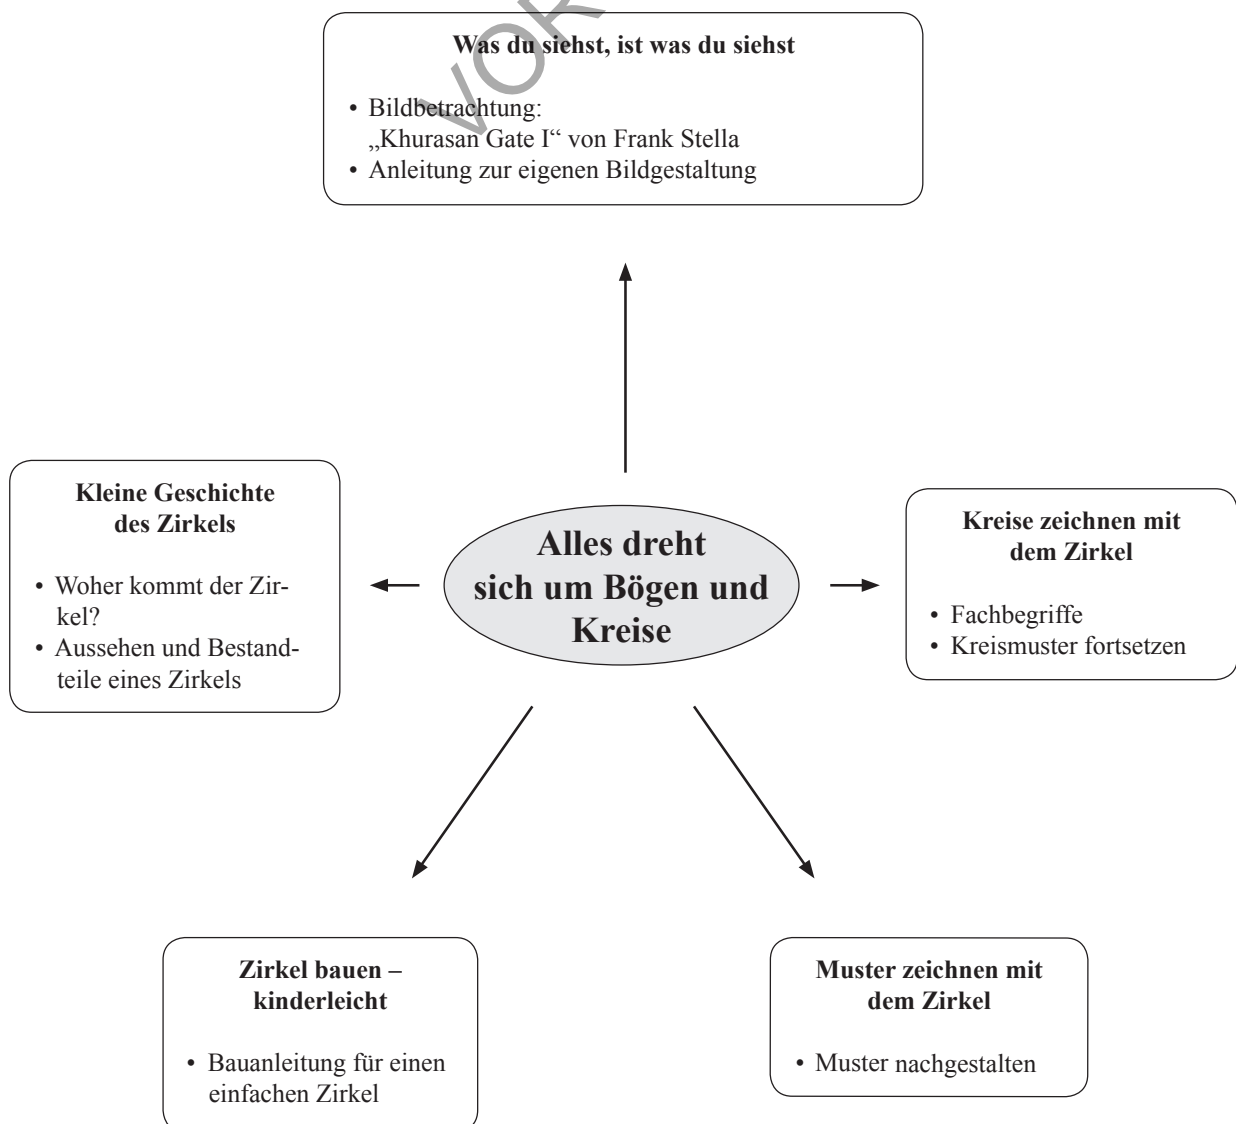 Was du siehst, ist was du siehst
• Bildbetrachtung:
„Khurasan Gate I“ von Frank Stella
• Anleitung zur eigenen Bildgestaltung
VOR
Kleine Geschichte
des Zirkels
• Woher kommt der Zir-
kel?
• Aussehen und Bestand-
teile eines Zirkels
Alles dreht
sich um Bögen und
Kreise
Kreise zeichnen mit
dem Zirkel
• Fachbegriffe
• Kreismuster fortsetzen
Zirkel bauen –
kinderleicht
• Bauanleitung für einen
einfachen Zirkel
Muster zeichnen mit
dem Zirkel
• Muster nachgestalten